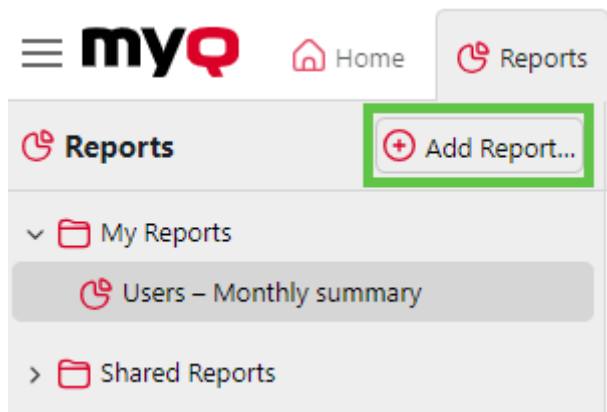 myQ Home Reports
Reports Add Report...
My Reports
Users – Monthly summary
Shared Reports